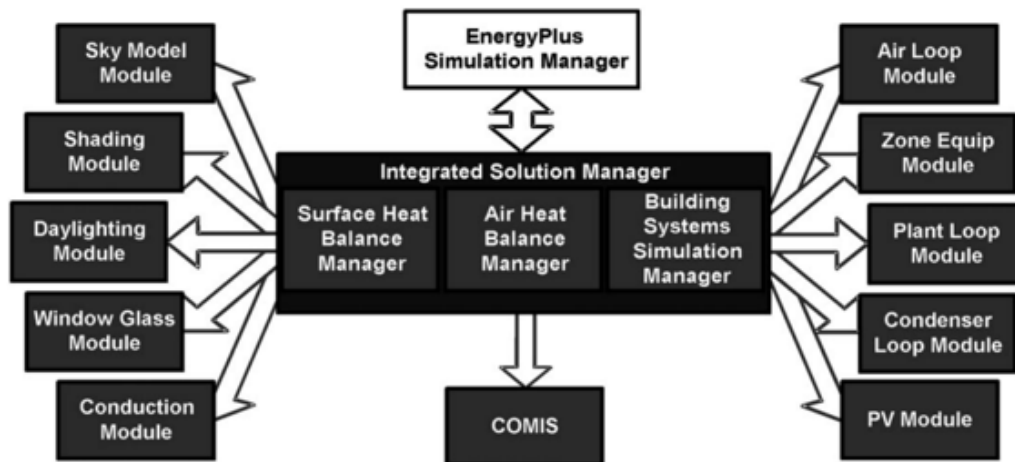 EnergyPlus
Simulation Manager
Sky Model
Module
Shading
Module
Daylighting
Module
Window Glass
Module
Conduction
Module
Integrated Solution Manager
Surface Heat
Balance
Manager
Air Heat
Balance
Manager
Building
Systems
Simulation
Manager
COMIS
Air Loop
Module
Zone Equip
Module
Plant Loop
Module
Condenser
Loop Module
PV Module